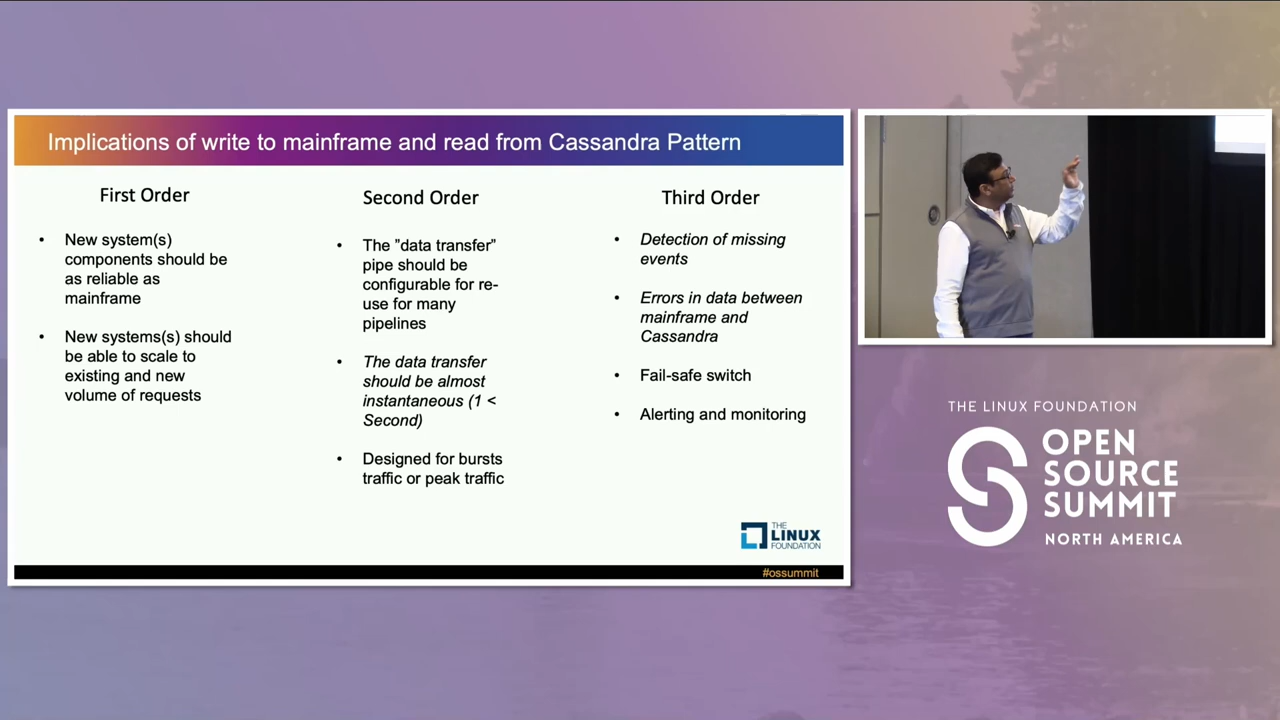 Implications of write to mainframe and read from Cassandra Pattern
First Order
• New system(s)
components should be
as reliable as
mainframe
• New systems(s) should
be able to scale to
existing and new
volume of requests
Second Order
• The "data transfer”
pipe should be
configurable for re-
use for many
pipelines
• The data transfer
should be almost
instantaneous (1 <
Second)
• Designed for bursts
traffic or peak traffic
Third Order
• Detection of missing
events
• Errors in data between
mainframe and
Cassandra
• Fail-safe switch
• Alerting and monitoring
THE
LINUX
FOUNDATION
#ossummit
THE LINUX FOUNDATION
OPEN
SOURCE
SUMMIT
NORTH AMERICA